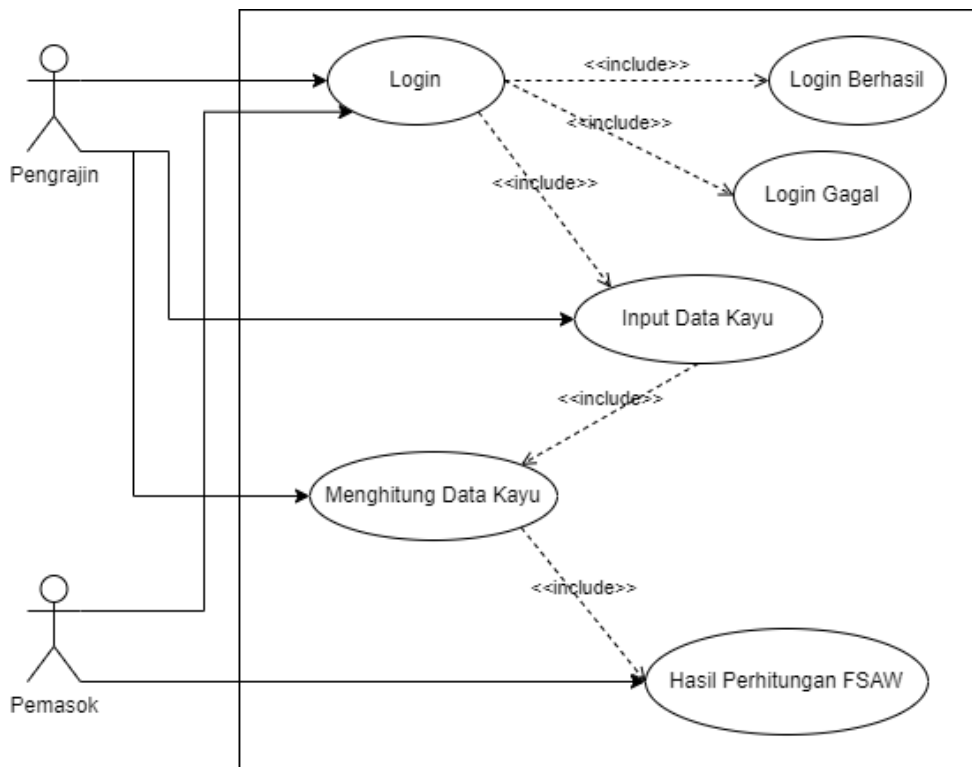 Login
<<include>>
Login Berhasil
<<include>>
Login Gagal
Pengrajin
<<include>>
Input Data Kayu
<<include>>
Menghitung Data Kayu
<<include>>
Hasil Perhitungan FSAW
Pemasok